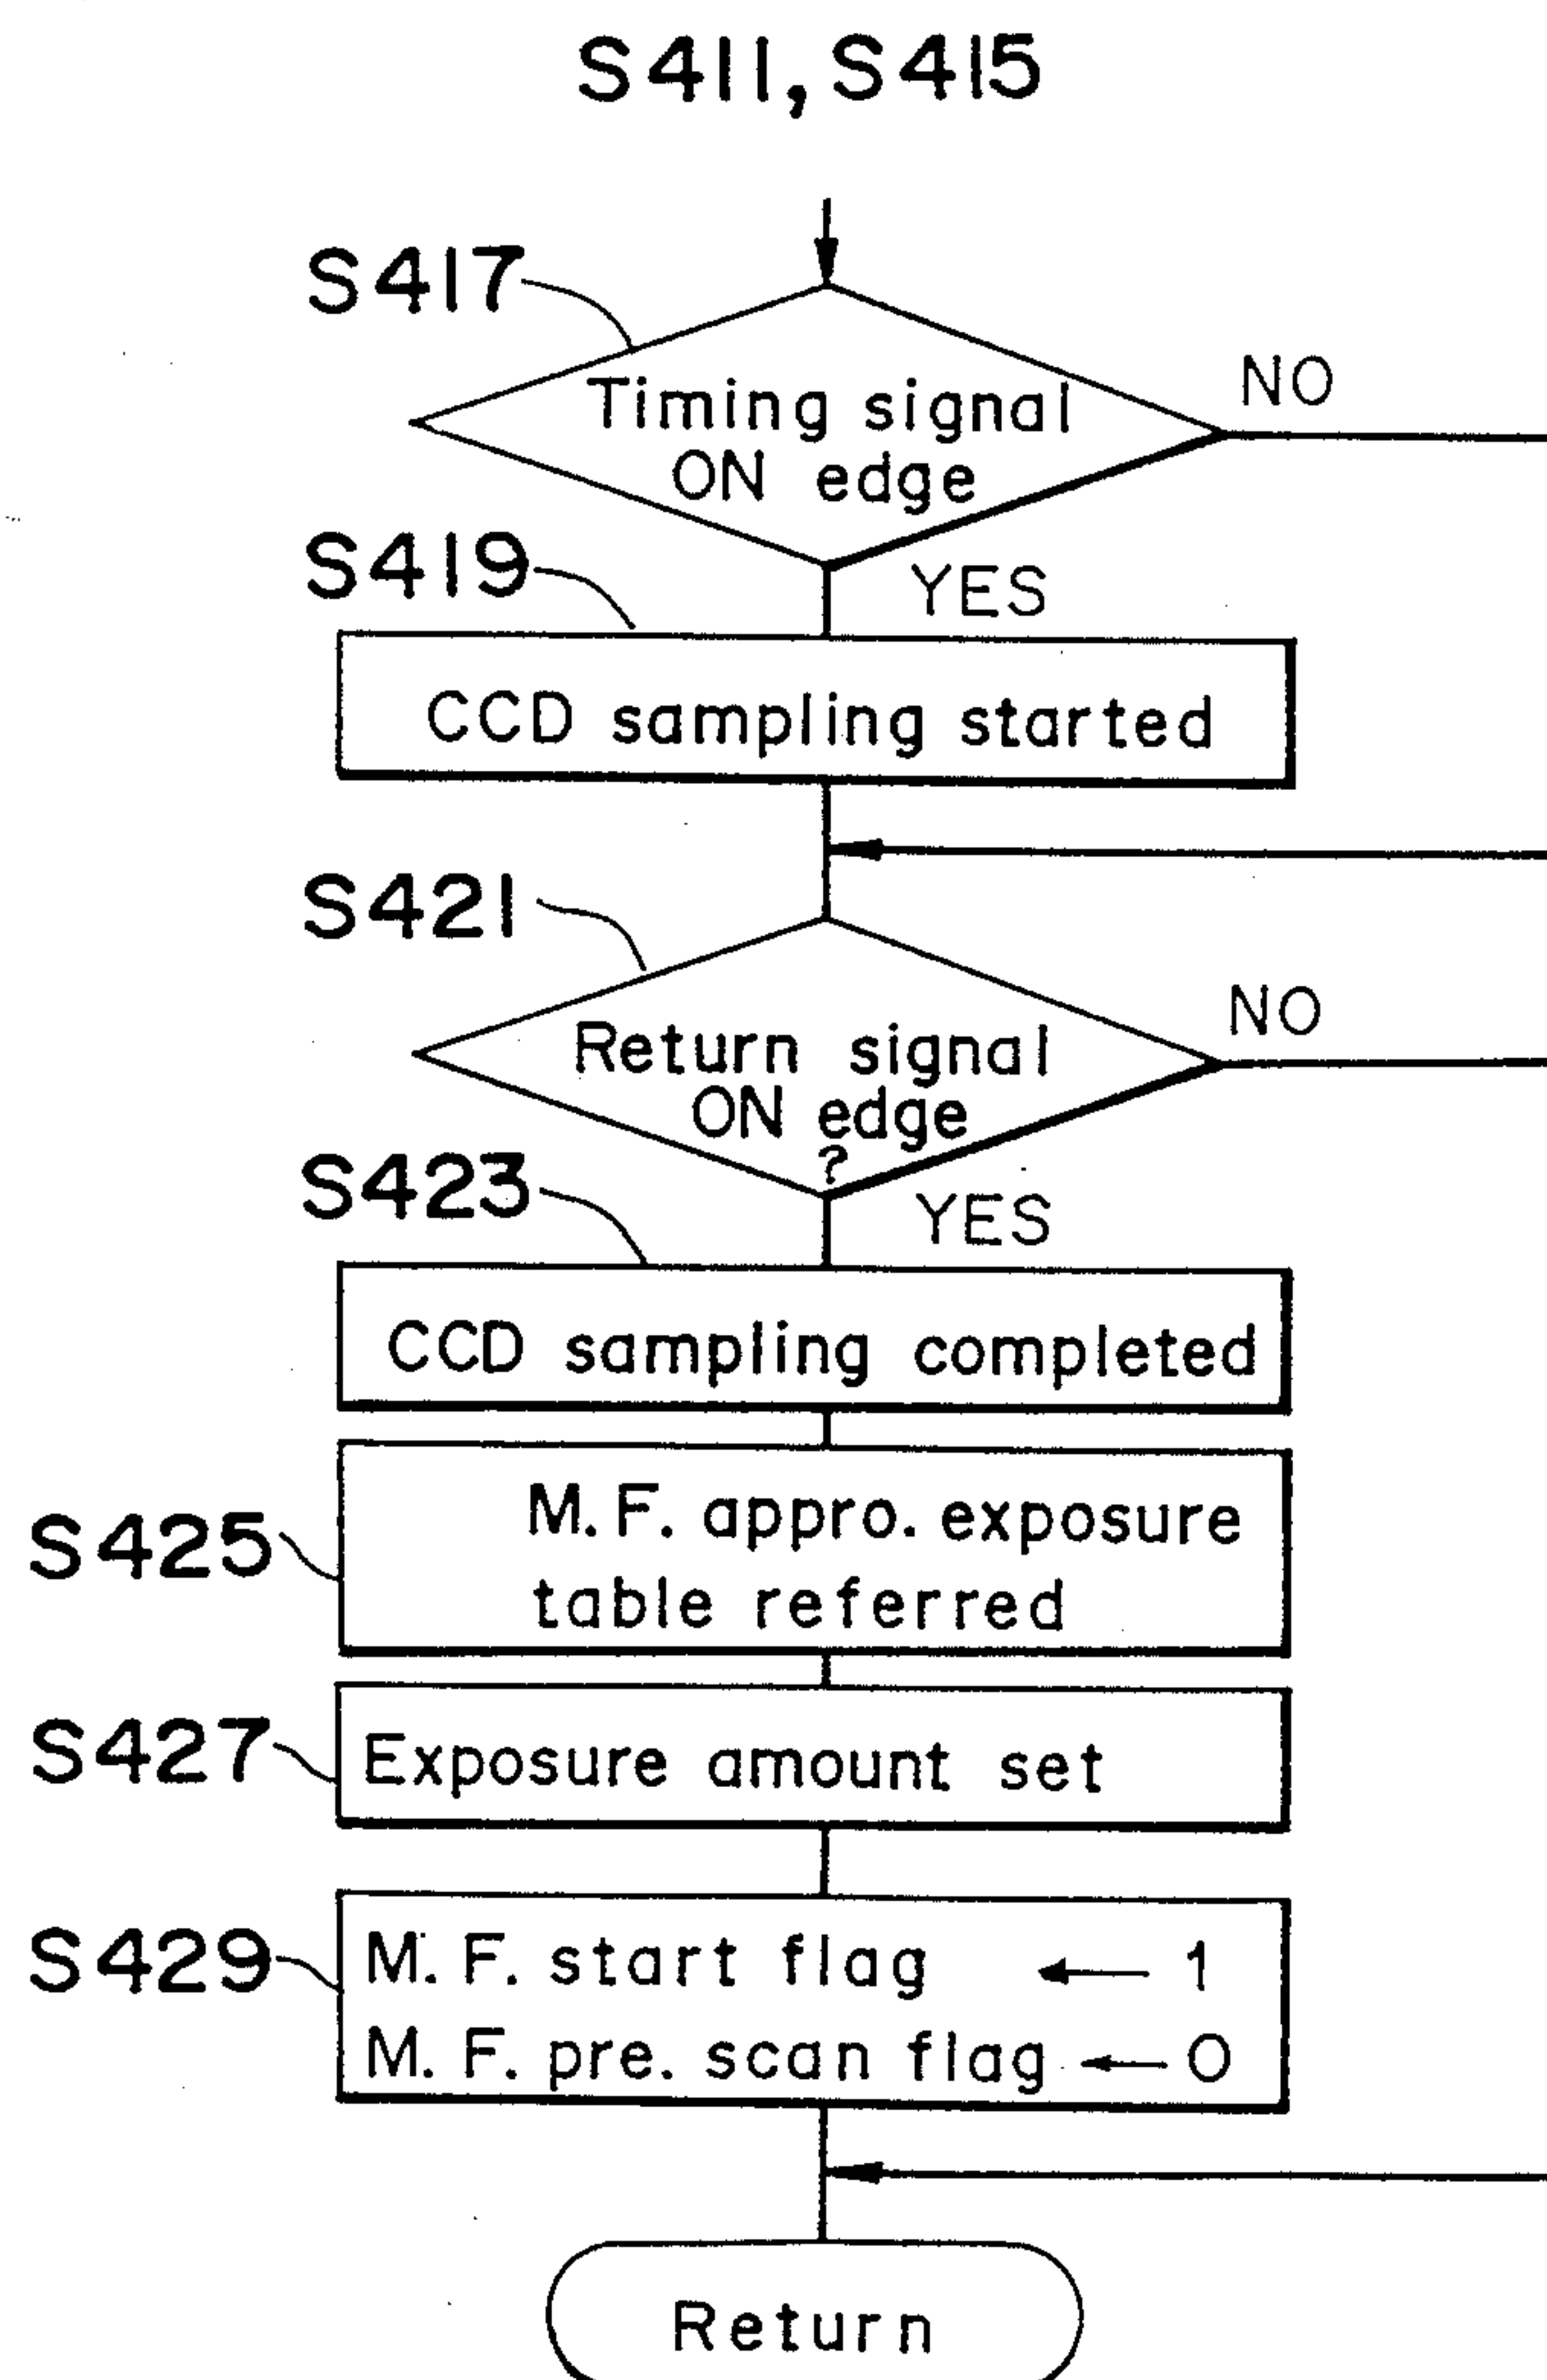 S411, S415
S417
NO
Timing signal
ON edge
S419
YES
CCD sampling started
S421
NO
Return signal
ON edge
?
S423
YES
CCD sampling completed
S425
M. F. appro. exposure
table referred
S427
Exposure amount set
S429
M. F. start flag ← 1
M. F. pre. scan flag ← 0
Return